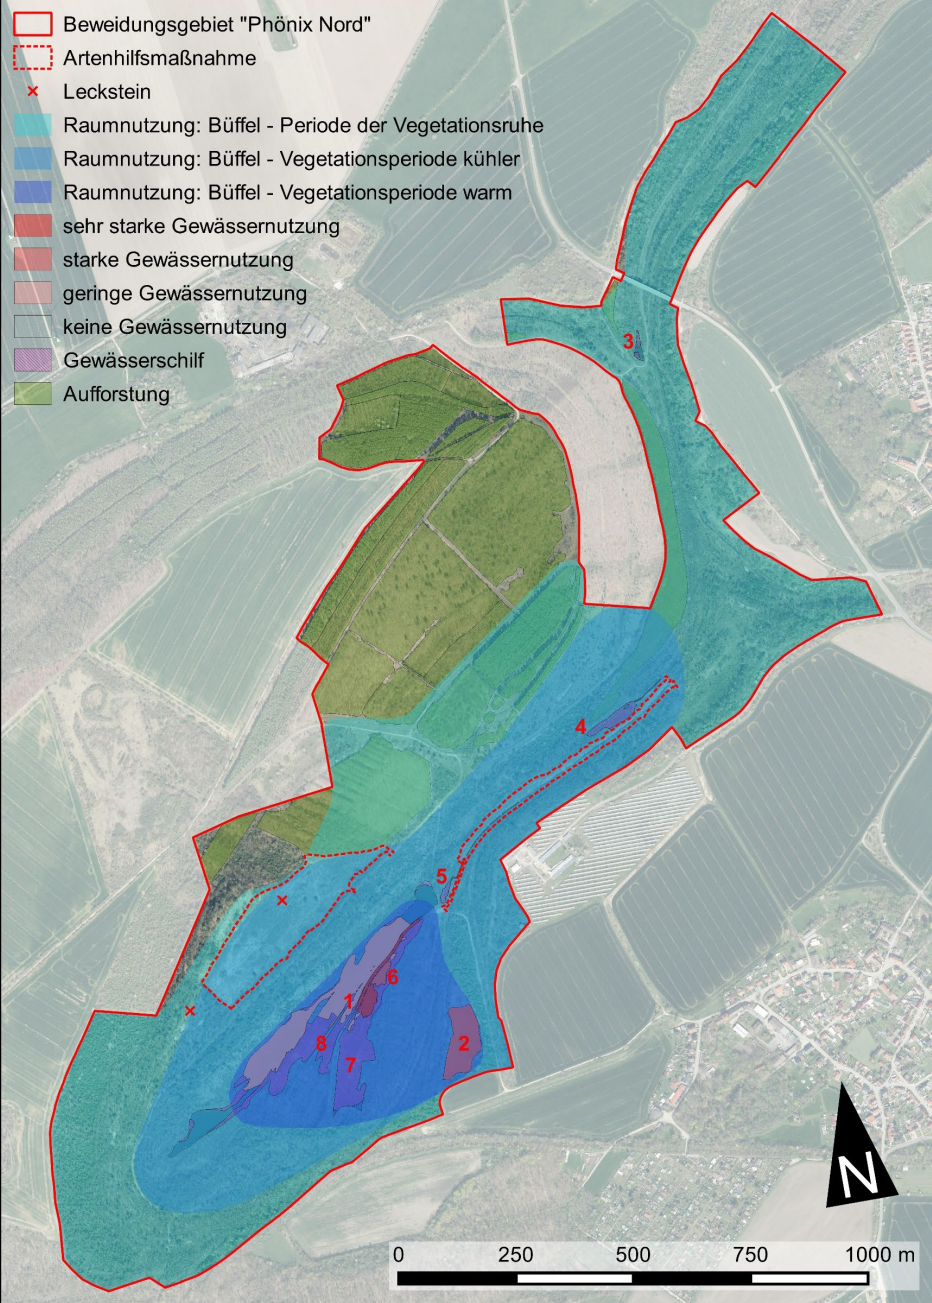 Beweidungsgebiet "Phönix Nord"
Artenhilfsmaßnahme
Leckstein
Raumnutzung: Büffel - Periode der Vegetationsruhe
Raumnutzung: Büffel - Vegetationsperiode kühler
Raumnutzung: Büffel - Vegetationsperiode warm
sehr starke Gewässernutzung
starke Gewässernutzung
geringe Gewässernutzung
keine Gewässernutzung
Gewässerschilf
Aufforstung
3
4
5
6
1
8
2
7
N
0 250 500 750 1000 m